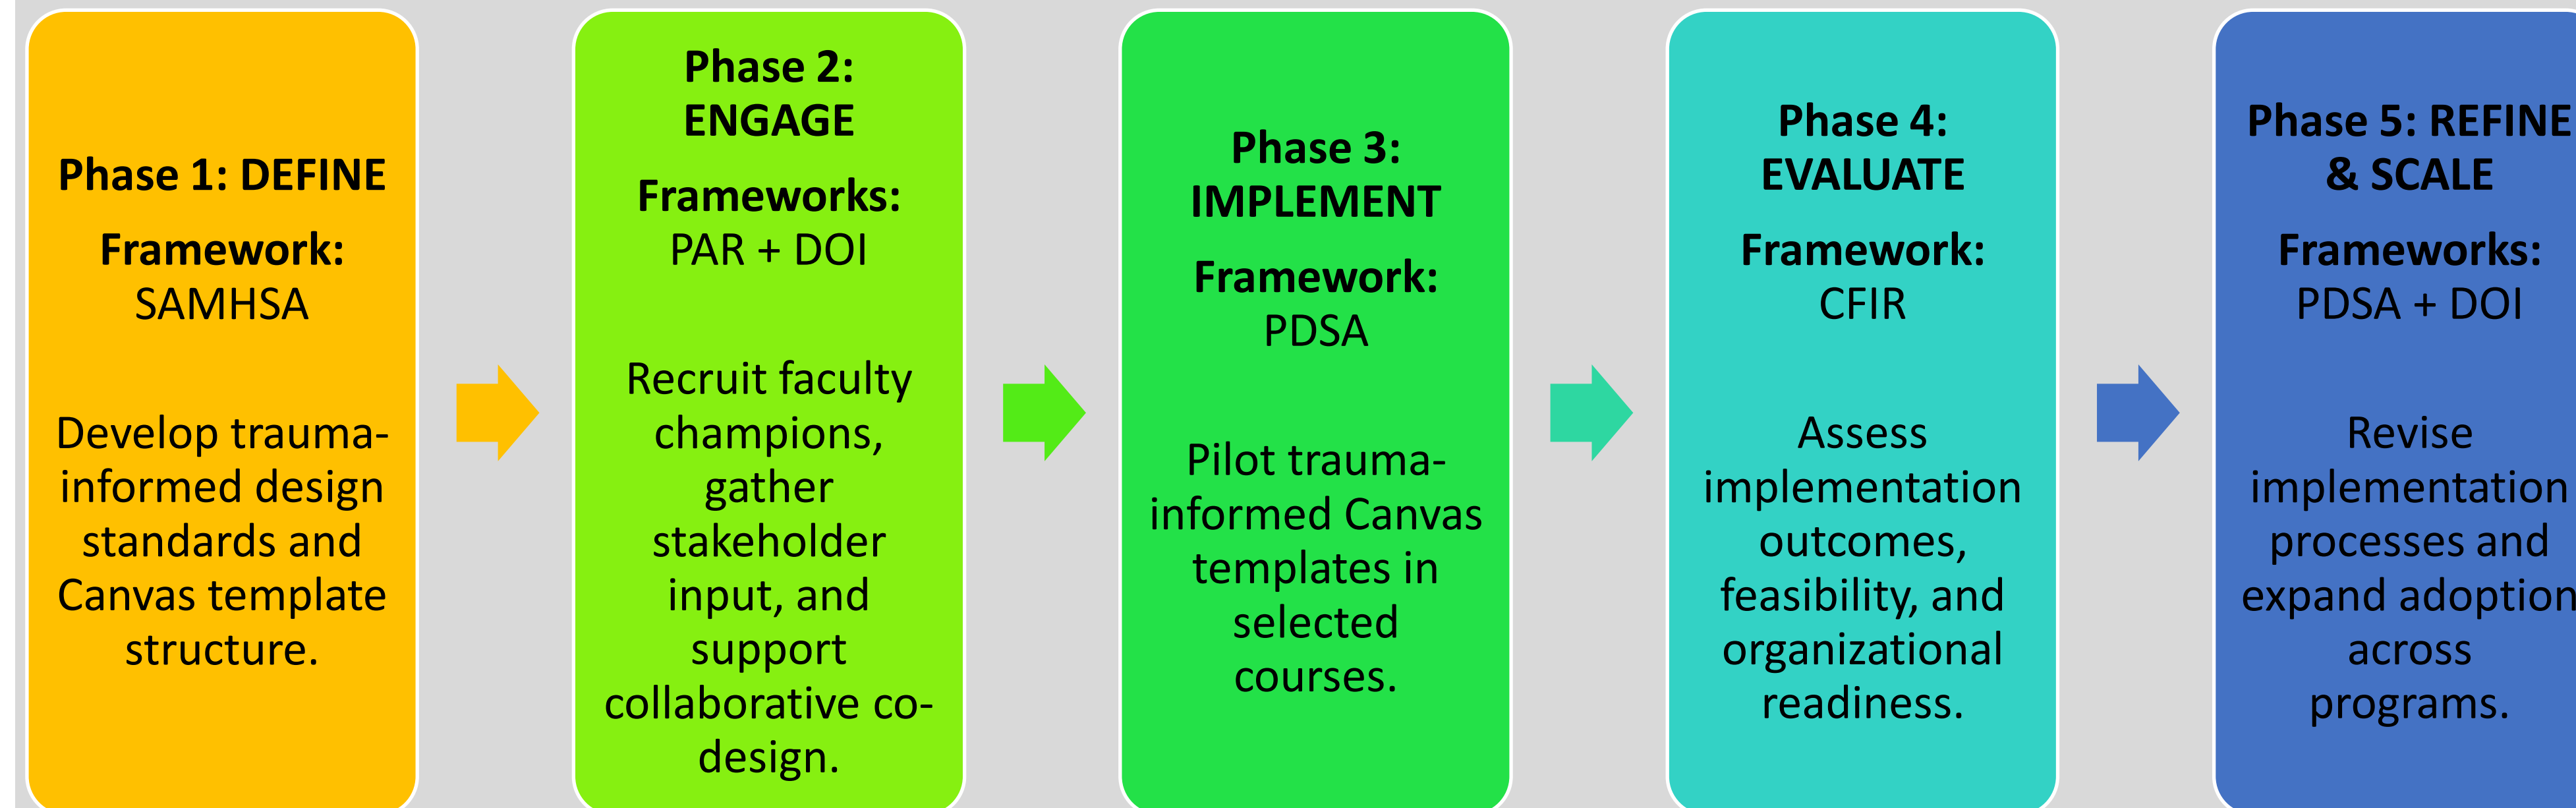 Phase 1: DEFINE
Framework:
SAMHSA
Develop trauma-
informed design
standards and
Canvas template
structure.
Phase 2:
ENGAGE
Frameworks:
PAR + DOI
Recruit faculty
champions,
gather
stakeholder
input, and
support
collaborative co-
design.
Phase 3:
IMPLEMENT
Framework:
PDSA
Pilot trauma-
informed Canvas
templates in
selected
courses.
Phase 4:
EVALUATE
Framework:
CFIR
Assess
implementation
outcomes,
feasibility, and
organizational
readiness.
Phase 5: REFINE
& SCALE
Frameworks:
PDSA + DOI
Revise
implementation
processes and
expand adoption
across
programs.